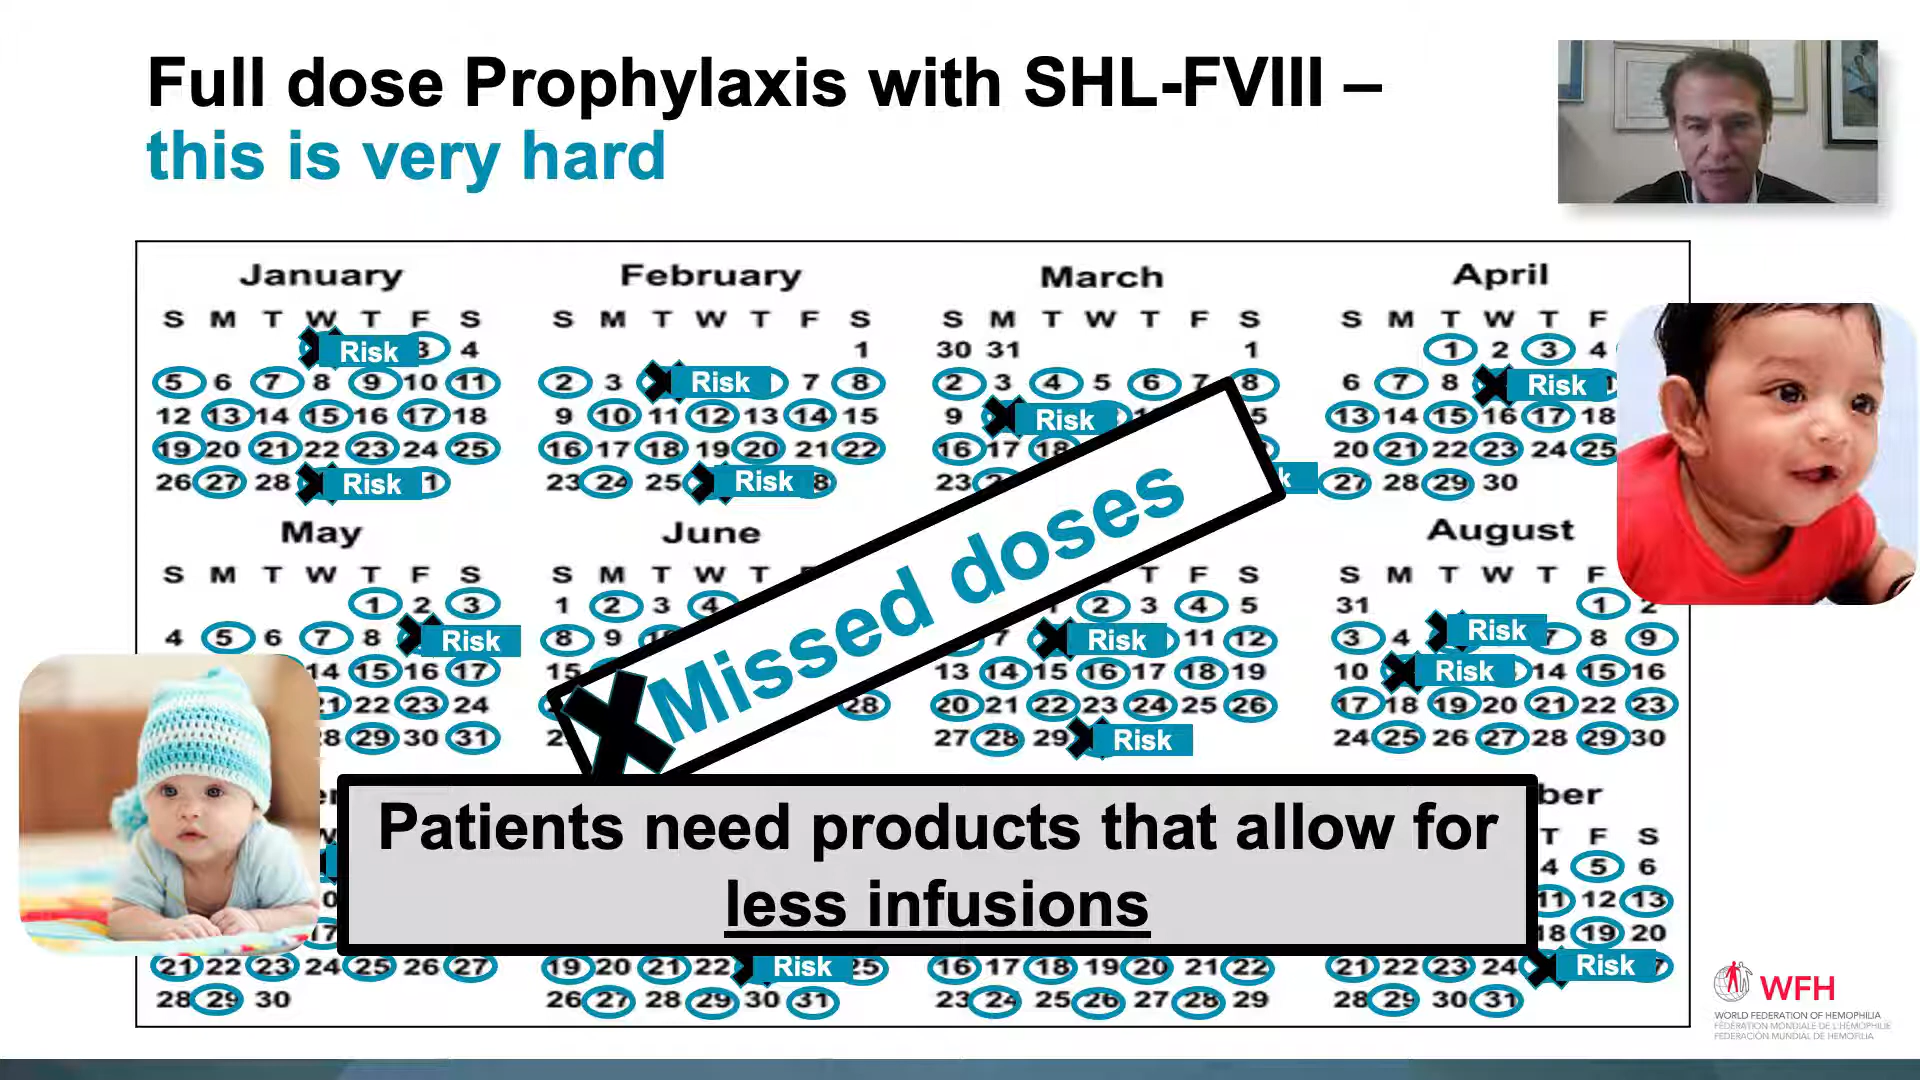 Full dose Prophylaxis with SHL-FVIII –
this is very hard
January February March April
S M T W T F S S M T W T F S S M T W T F S S M T W T F
Risk 4 1 30 31 1 1 2 3 4
5 6 7 8 9 10 11 2 3 Risk 7 8 2 3 4 5 6 7 8 6 7 8 Risk
12 13 14 15 16 17 18 9 10 11 12 13 14 15 9 Risk 13 14 15 16 17 18
19 20 21 22 23 24 25 16 17 18 19 20 21 22 16 17 18 20 21 22 23 24 25
26 27 28 Risk 23 24 25 Risk 23 27 28 29 30
Missed doses
May June August
S M T W T F S S M T W T S M T W T F
1 2 3 1 2 3 4 2 3 4 5 31 1 2
4 5 6 7 8 Risk 8 9 7 Risk 11 12 3 4 Risk 7 8 9
14 15 16 17 15 13 14 15 16 17 18 19 10 Risk 14 15 16
21 22 23 24 28 20 21 22 23 24 25 26 17 18 19 20 21 22 23
28 29 30 31 27 28 29 Risk 24 25 26 27 28 29 30
Patients need products that allow for
less infusions
ber
T F S
4 5 6
11 12 13
17 18 19 20
21 22 23 24 25 26 27 19 20 21 22 Risk 25 16 17 18 19 20 21 22 21 22 23 24 Risk
28 29 30 26 27 28 29 30 31 23 24 25 26 27 28 29 28 29 30 31
WFH
WORLD FEDERATION OF HEMOPHILIA
FÉDÉRATION MONDIALE DE L'HÉMOPHILIE
FEDERACIÓN MUNDIAL DE HEMOFILIA